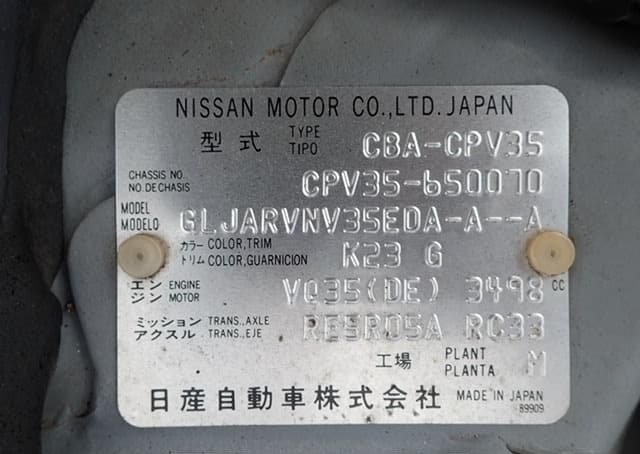 NISSAN MOTOR CO.,LTD. JAPAN
型式 TYPE TIPO CBA-CPV35
CHASSIS NO. NO. DE CHASIS CPV35-650070
MODEL MODELO GLJARVNV35EDA-A--A
カラー COLOR,TRIM トリム COLOR,GUARNICION K23 G
エンジン ENGINE MOTOR VQ35(DE) 3498 CC
ミッション TRANS.,AXLE アクスル TRANS.,EJE RE5R05A RC33
工場 PLANT PLANTA M
日産自動車株式会社 MADE IN JAPAN
89909